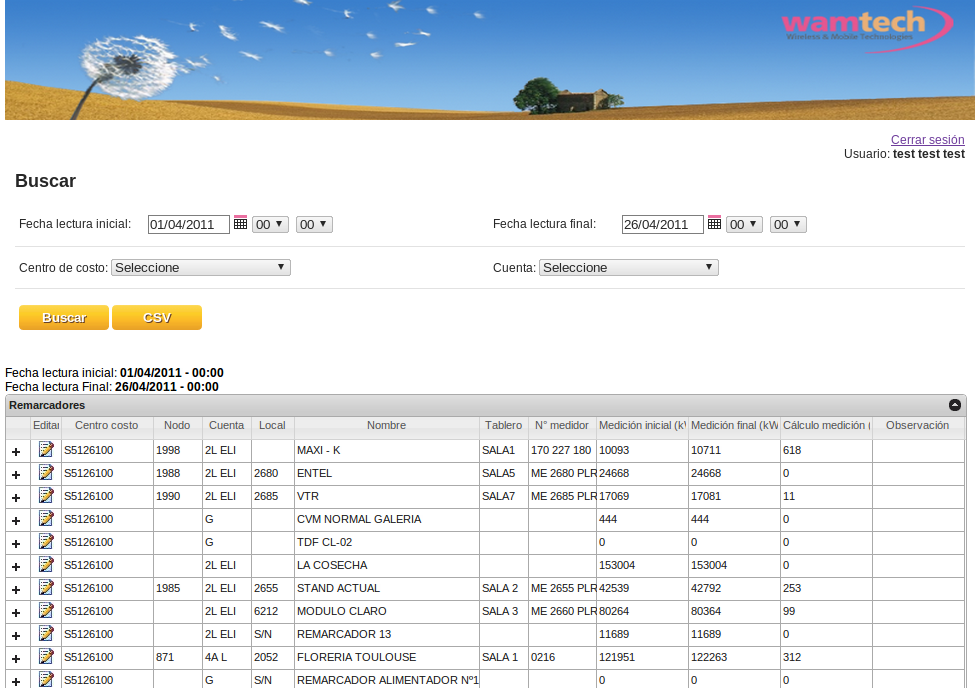 wamtech
Wireless & Mobile Technologies
Cerrar sesión
Usuario: test test test
Buscar
Fecha lectura inicial: 01/04/2011 00 00 Fecha lectura final: 26/04/2011 00 00
Centro de costo: Seleccione Cuenta: Seleccione
Buscar CSV
Fecha lectura inicial: 01/04/2011 - 00:00
Fecha lectura Final: 26/04/2011 - 00:00
Remarcadores
Editar Centro costo Nodo Cuenta Local Nombre Tablero N° medidor Medición inicial (kW Medición final (kW Cálculo medición ( Observación
S5126100 1998 2L ELI MAXI - K SALA1 170 227 180 10093 10711 618
S5126100 1988 2L ELI 2680 ENTEL SALA5 ME 2680 PLR 24668 24668 0
S5126100 1990 2L ELI 2685 VTR SALA7 ME 2685 PLR 17069 17081 11
S5126100 G CVM NORMAL GALERIA 444 444 0
S5126100 G TDF CL-02 0 0 0
S5126100 2L ELI LA COSECHA 153004 153004 0
S5126100 1985 2L ELI 2655 STAND ACTUAL SALA 2 ME 2655 PLR 42539 42792 253
S5126100 2L ELI 6212 MODULO CLARO SALA 3 ME 2660 PLR 80264 80364 99
S5126100 2L ELI S/N REMARCADOR 13 11689 11689 0
S5126100 871 4A L 2052 FLORERIA TOULOUSE SALA 1 0216 121951 122263 312
S5126100 G S/N REMARCADOR ALIMENTADOR Nº1 0 0 0